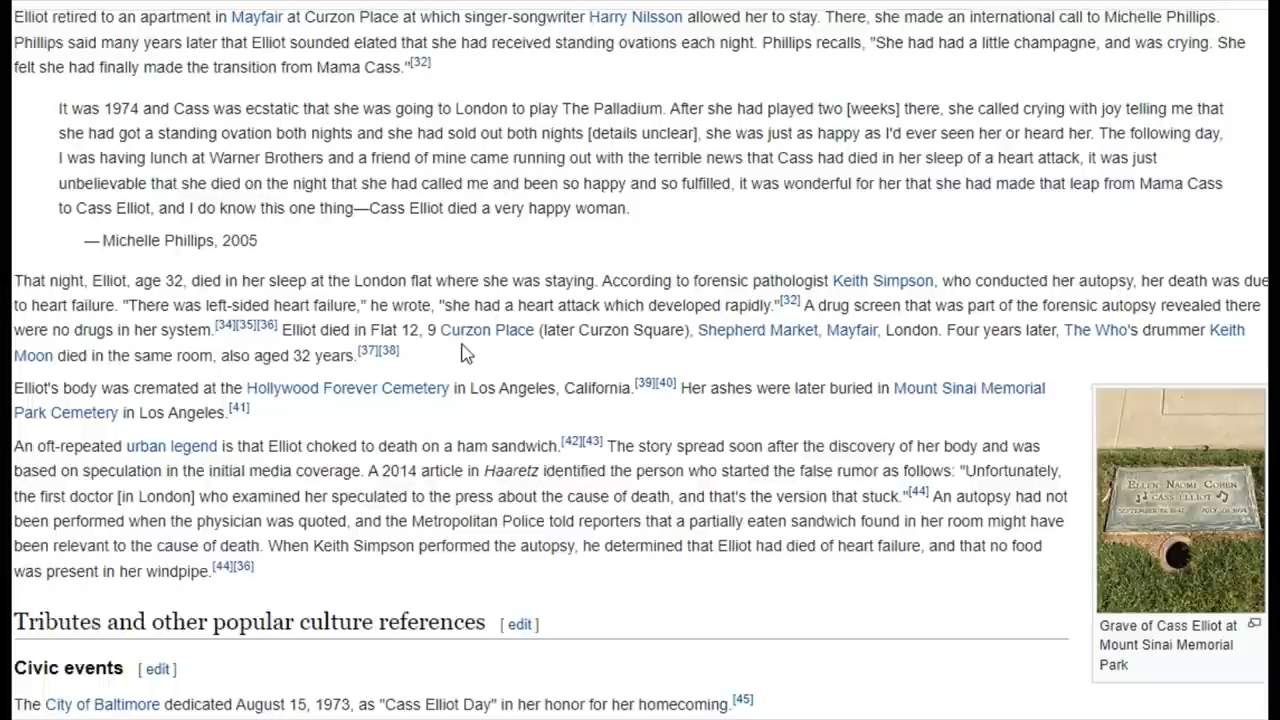 Elliot retired to an apartment in Mayfair at Curzon Place at which singer-songwriter Harry Nilsson allowed her to stay. There, she made an international call to Michelle Phillips.
Phillips said many years later that Elliot sounded elated that she had received standing ovations each night. Phillips recalls, "She had had a little champagne, and was crying. She
felt she had finally made the transition from Mama Cass."[32]
It was 1974 and Cass was ecstatic that she was going to London to play The Palladium. After she had played two [weeks] there, she called crying with joy telling me that
she had got a standing ovation both nights and she had sold out both nights [details unclear], she was just as happy as I'd ever seen her or heard her. The following day,
I was having lunch at Warner Brothers and a friend of mine came running out with the terrible news that Cass had died in her sleep of a heart attack, it was just
unbelievable that she died on the night that she had called me and been so happy and so fulfilled, it was wonderful for her that she had made that leap from Mama Cass
to Cass Elliot, and I do know this one thing—Cass Elliot died a very happy woman.
— Michelle Phillips, 2005
That night, Elliot, age 32, died in her sleep at the London flat where she was staying. According to forensic pathologist Keith Simpson, who conducted her autopsy, her death was due
to heart failure. "There was left-sided heart failure," he wrote, "she had a heart attack which developed rapidly."[32] A drug screen that was part of the forensic autopsy revealed there
were no drugs in her system.[34][35][36] Elliot died in Flat 12, 9 Curzon Place (later Curzon Square), Shepherd Market, Mayfair, London. Four years later, The Who's drummer Keith
Moon died in the same room, also aged 32 years.[37][38]
Elliot's body was cremated at the Hollywood Forever Cemetery in Los Angeles, California.[39][40] Her ashes were later buried in Mount Sinai Memorial
Park Cemetery in Los Angeles.[41]
An oft-repeated urban legend is that Elliot choked to death on a ham sandwich.[42][43] The story spread soon after the discovery of her body and was
based on speculation in the initial media coverage. A 2014 article in Haaretz identified the person who started the false rumor as follows: "Unfortunately,
the first doctor [in London] who examined her speculated to the press about the cause of death, and that's the version that stuck."[44] An autopsy had not
been performed when the physician was quoted, and the Metropolitan Police told reporters that a partially eaten sandwich found in her room might have
been relevant to the cause of death. When Keith Simpson performed the autopsy, he determined that Elliot had died of heart failure, and that no food
was present in her windpipe.[44][36]
ELLEN NAOMI COHEN
CASS ELLIOT
Grave of Cass Elliot at
Mount Sinai Memorial
Park
Tributes and other popular culture references [ edit ]
Civic events [ edit ]
The City of Baltimore dedicated August 15, 1973, as "Cass Elliot Day" in her honor for her homecoming.[45]